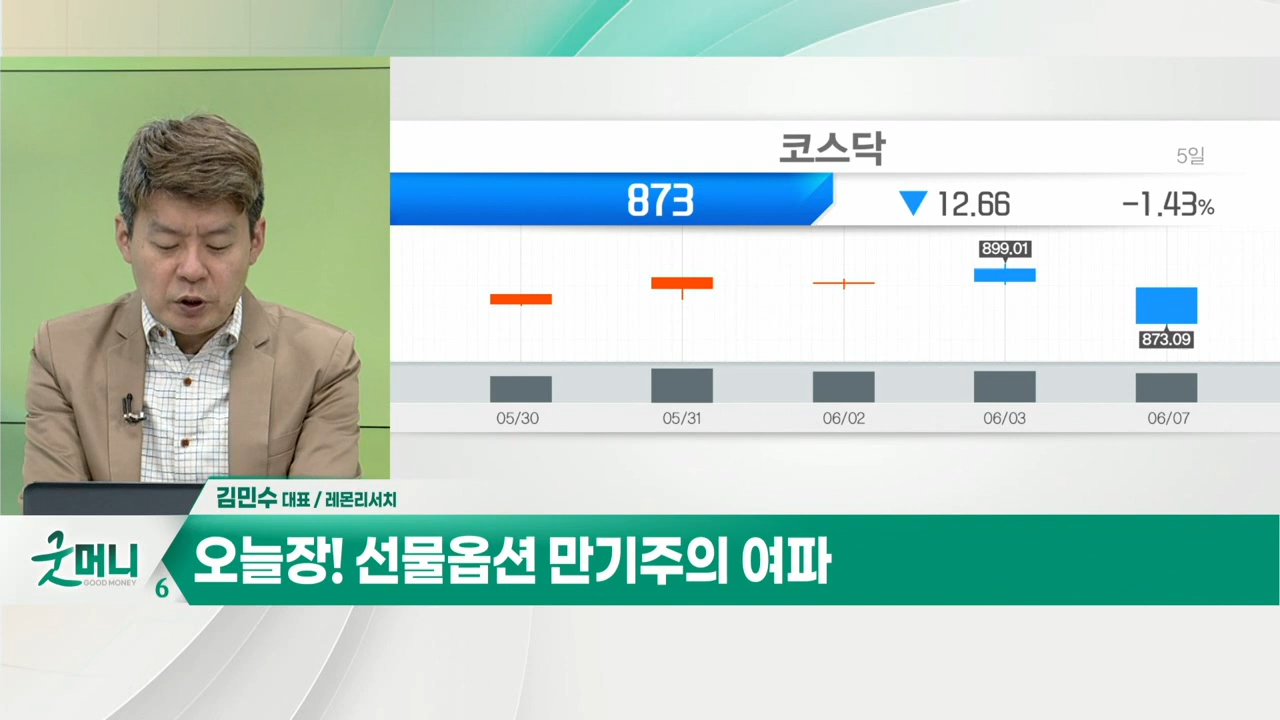 코스닥
5일
873
▼ 12.66
-1.43%
899.01
873.09
05/30
05/31
06/02
06/03
06/07
김민수 대표 / 레몬리서치
굿머니
GOOD MONEY
6
오늘장! 선물옵션 만기주의 여파